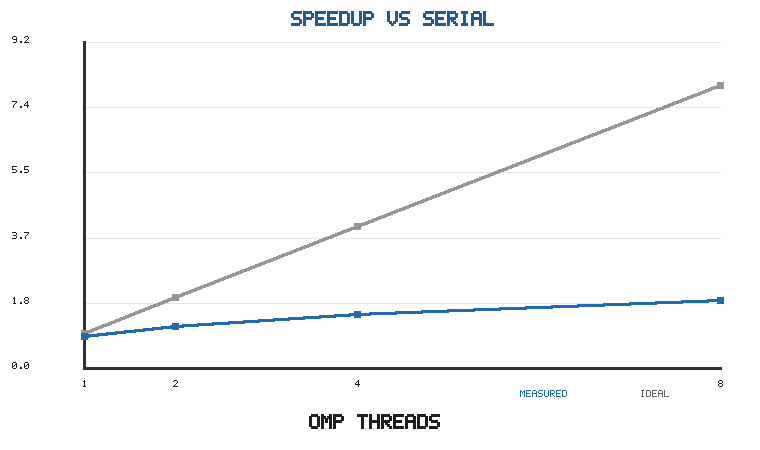 SPEEDUP VS SERIAL
9.2
7.4
5.5
3.7
1.8
0.0
1 2 4 8
MEASURED IDEAL
OMP THREADS